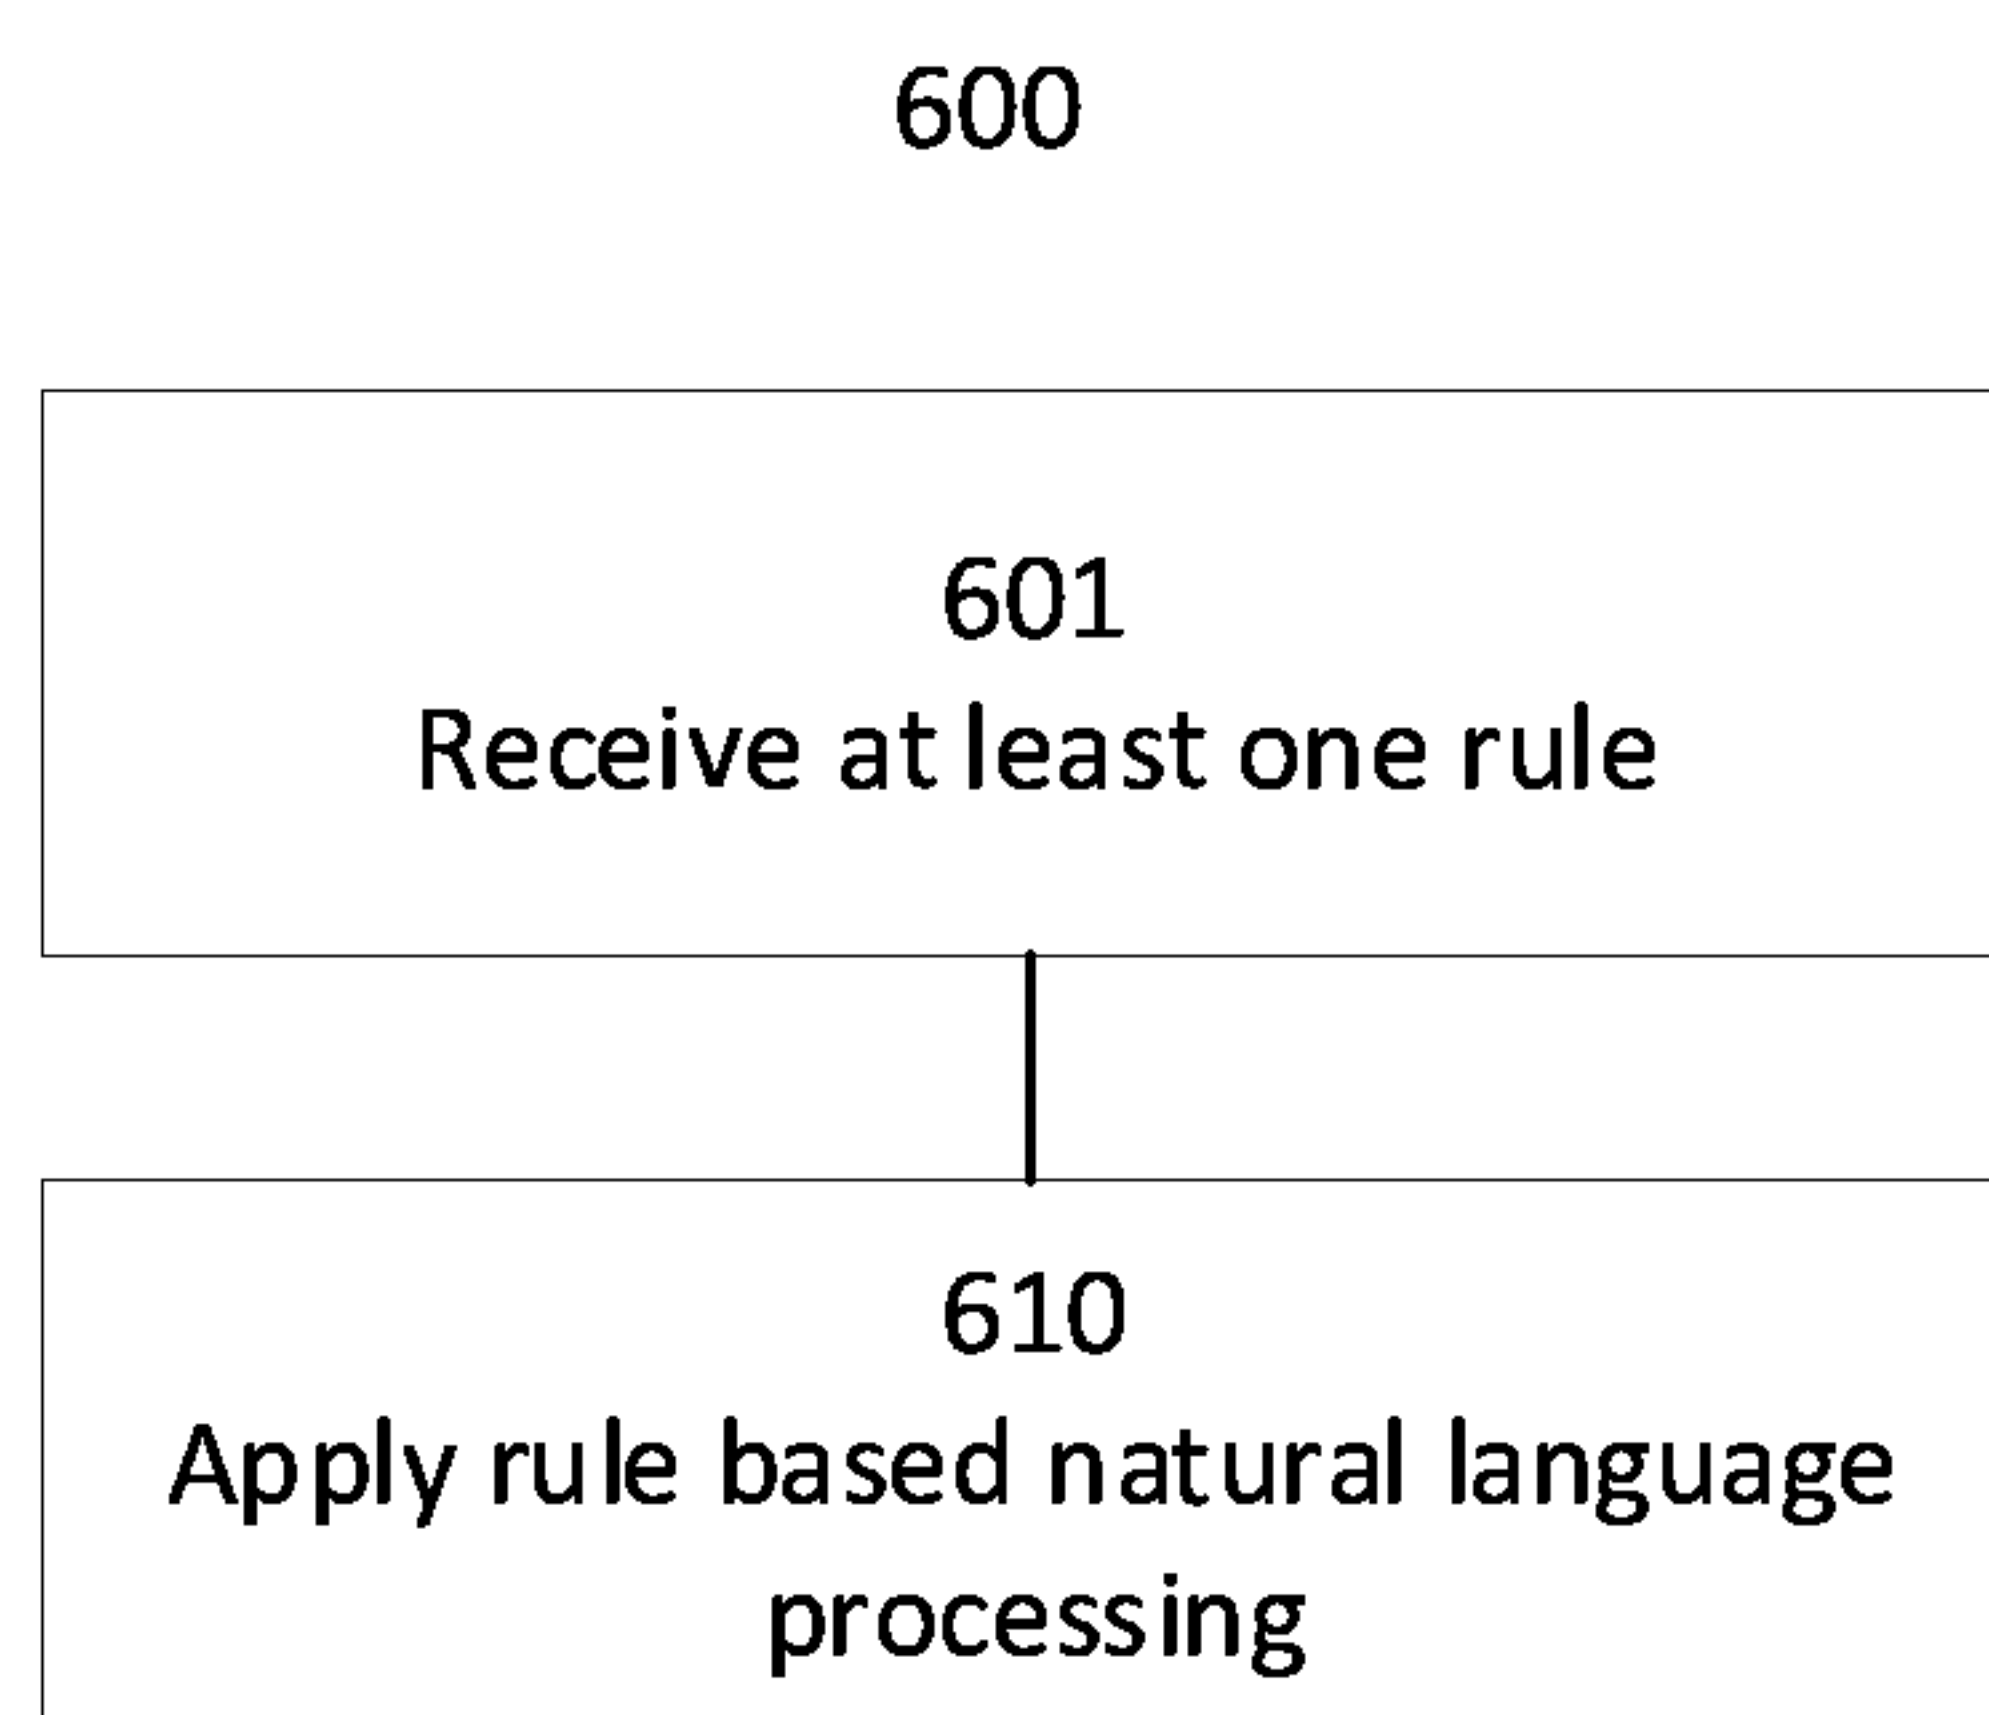 600
601
Receive at least one rule
610
Apply rule based natural language
processing